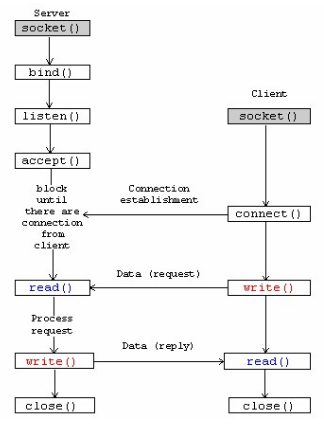 Server
socket()
bind()
Client
listen()
socket()
accept()
block
until
there are
connection
from
client
Connection
establishment
connect()
Data (request)
read()
write()
Process
request
Data (reply)
write()
read()
close()
close()